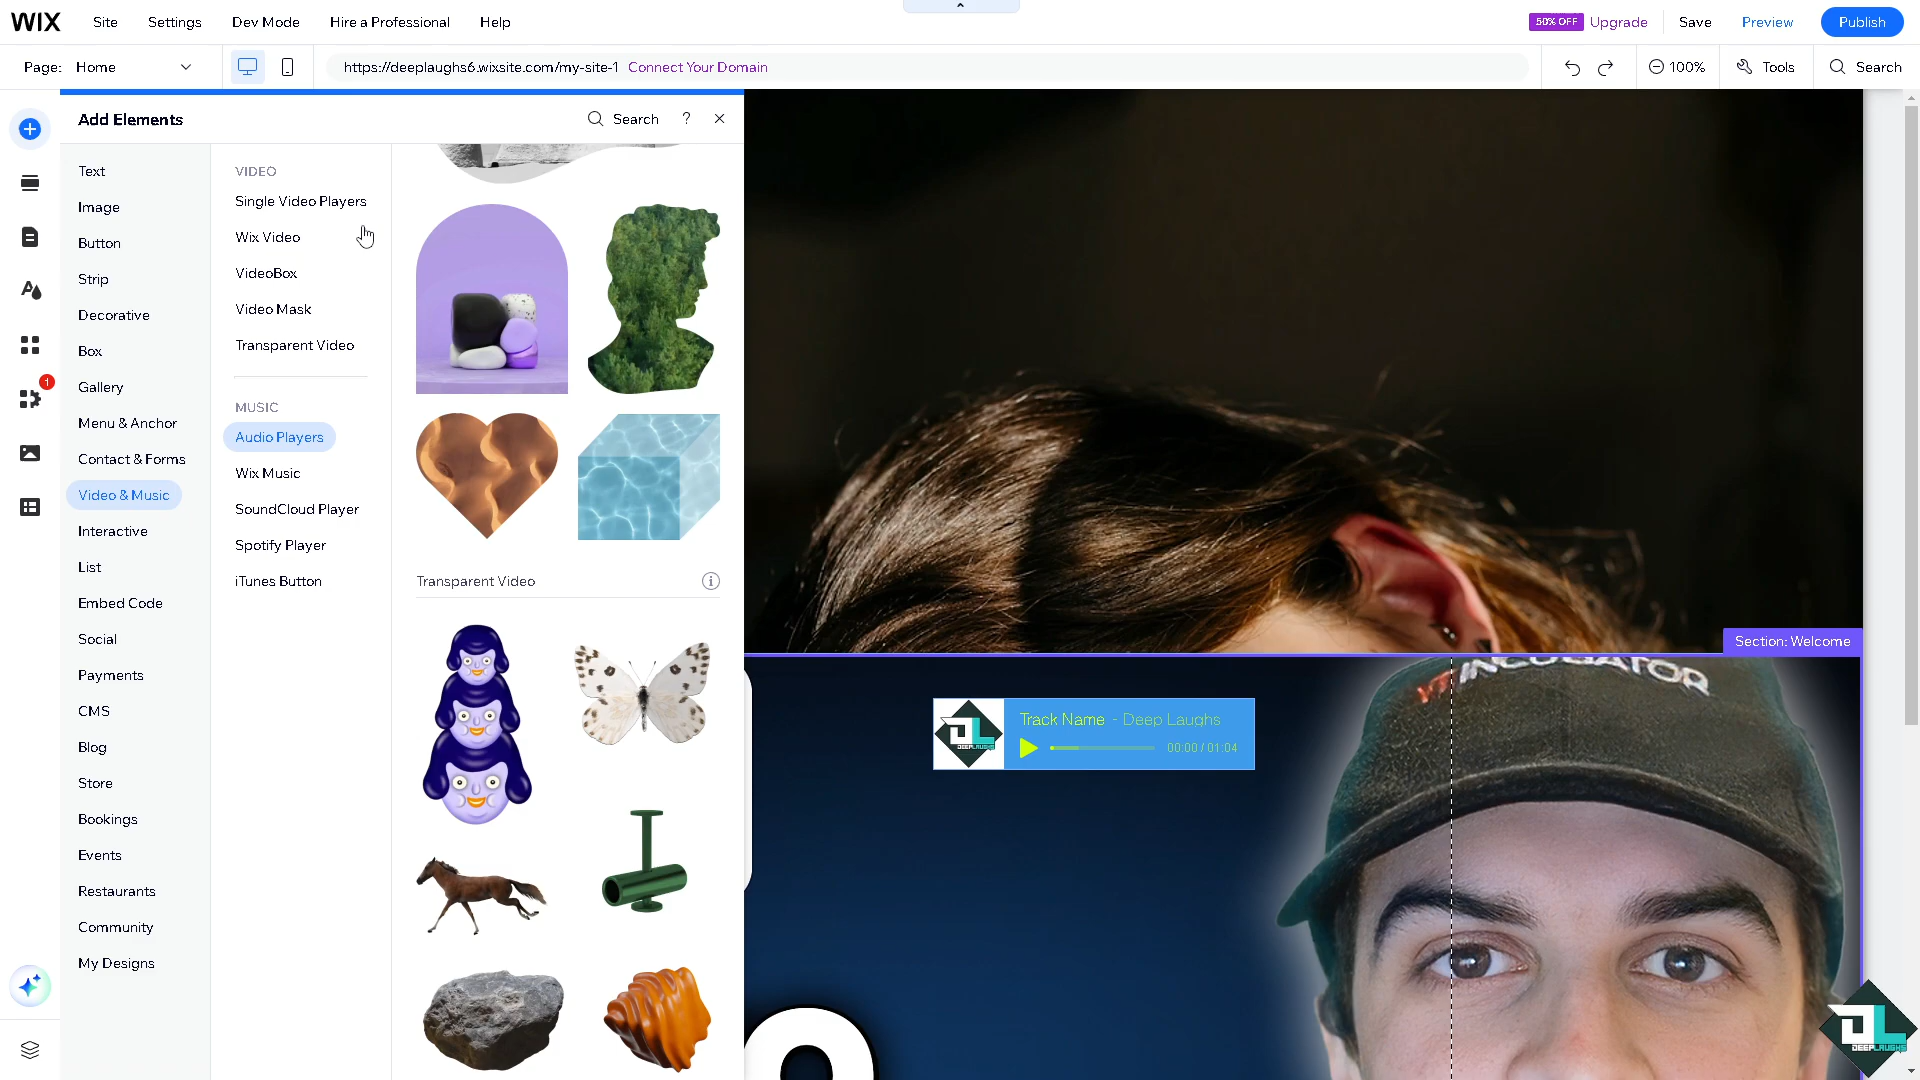 WIX Site Settings Dev Mode Hire a Professional Help 50% OFF Upgrade Save Preview Publish
Page: Home https://deeplaughs6.wixsite.com/my-site-1 Connect Your Domain 100% Tools Search
Add Elements Search ?
Text
Image
Button
Strip
Decorative
Box
Gallery
Menu & Anchor
Contact & Forms
Video & Music
Interactive
List
Embed Code
Social
Payments
CMS
Blog
Store
Bookings
Events
Restaurants
Community
My Designs
1
VIDEO
Single Video Players
Wix Video
VideoBox
Video Mask
Transparent Video
MUSIC
Audio Players
Wix Music
SoundCloud Player
Spotify Player
iTunes Button
Transparent Video
Section: Welcome
INCUBATOR
DL
DEEPLAUGHS
Track Name - Deep Laughs
00:00 / 01:04
DL
DEEPLAUGHS